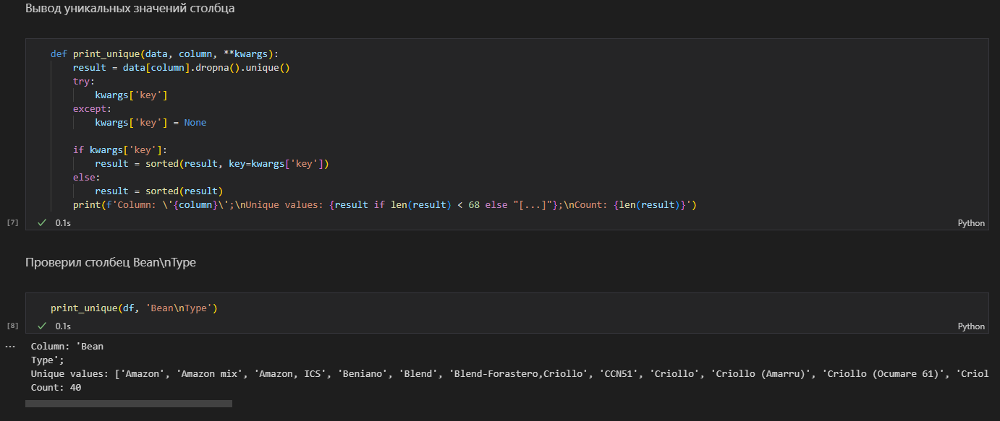 Вывод уникальных значений столбца
def print_unique(data, column, **kwargs):
result = data[column].dropna().unique()
try:
kwargs['key']
except:
kwargs['key'] = None
if kwargs['key']:
result = sorted(result, key=kwargs['key'])
else:
result = sorted(result)
print(f'Column: \'{column}\';\nUnique values: {result if len(result) < 68 else "[...]"};\nCount: {len(result)}')
[7] 0.1s Python
Проверил столбец Bean\nType
print_unique(df, 'Bean\nType')
[8] 0.1s Python
... Column: 'Bean
Type';
Unique values: ['Amazon', 'Amazon mix', 'Amazon, ICS', 'Beniano', 'Blend', 'Blend-Forastero,Criollo', 'CCN51', 'Criollo', 'Criollo (Amarru)', 'Criollo (Ocumare 61)', 'Criol
Count: 40